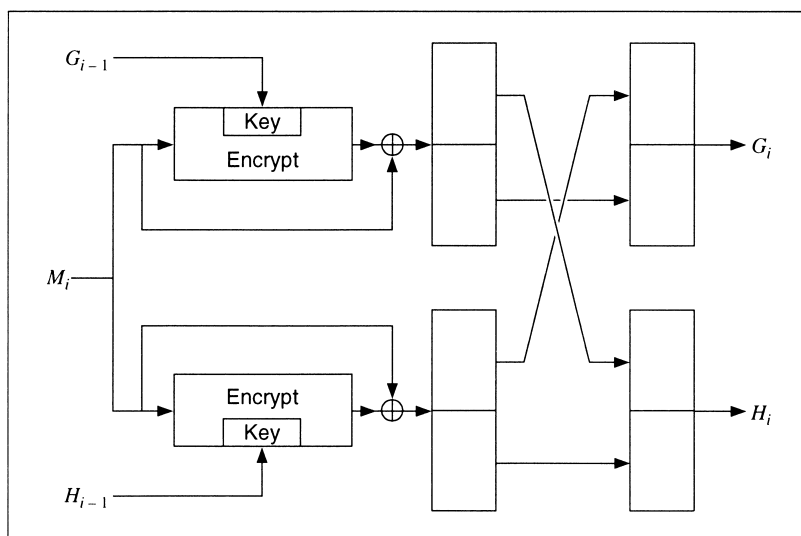 G_{i-1}
Key
Encrypt
G_i
M_i
Encrypt
Key
H_i
H_{i-1}